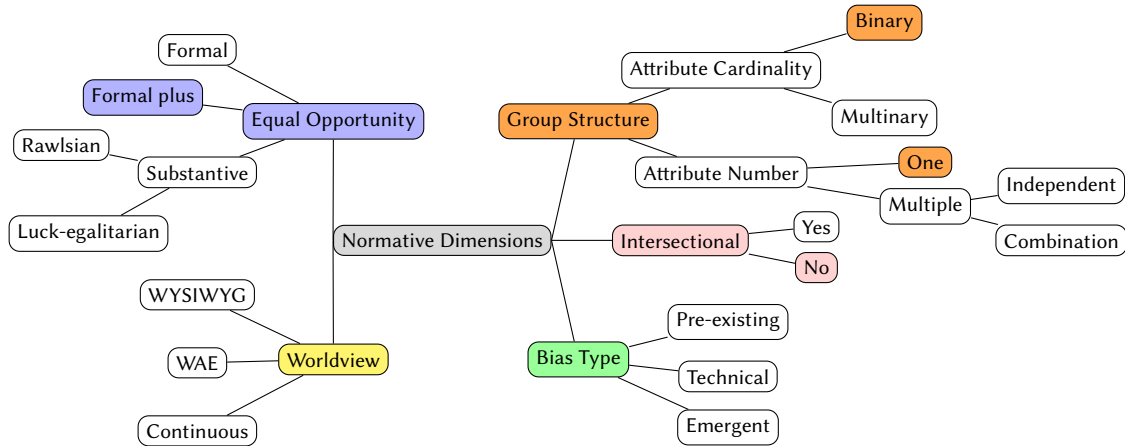 Binary
Formal
Attribute Cardinality
Formal plus
Equal Opportunity
Group Structure
Multinary
Rawlsian
Substantive
Attribute Number
One
Independent
Multiple
Luck-egalitarian
Normative Dimensions
Intersectional
Yes
Combination
No
WYSIWYG
Pre-existing
WAE
Worldview
Bias Type
Technical
Continuous
Emergent